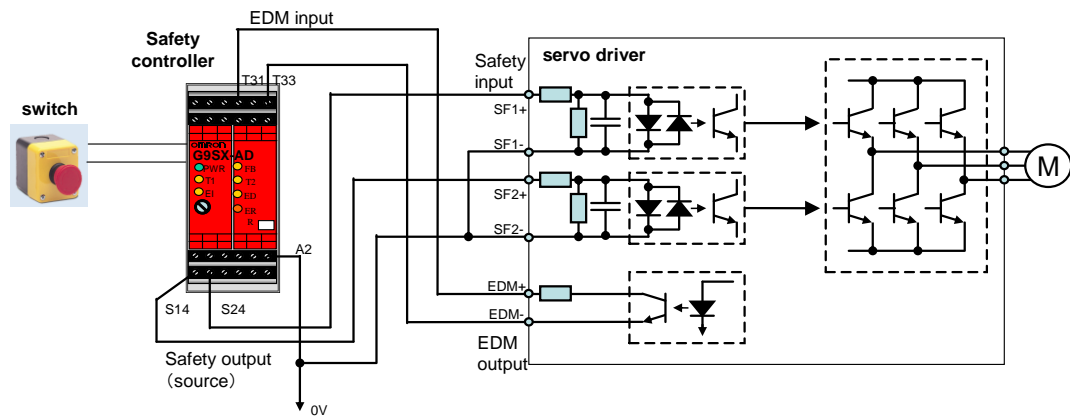 EDM input
Safety
controller
T31 T33
switch
omron
G9SX-AD
PWR
FB
T1
T2
EI
ED
ER
R
A2
S14
S24
Safety output
（source）
0V
servo driver
Safety
input
SF1+
SF1-
SF2+
SF2-
EDM+
EDM-
EDM
output
M